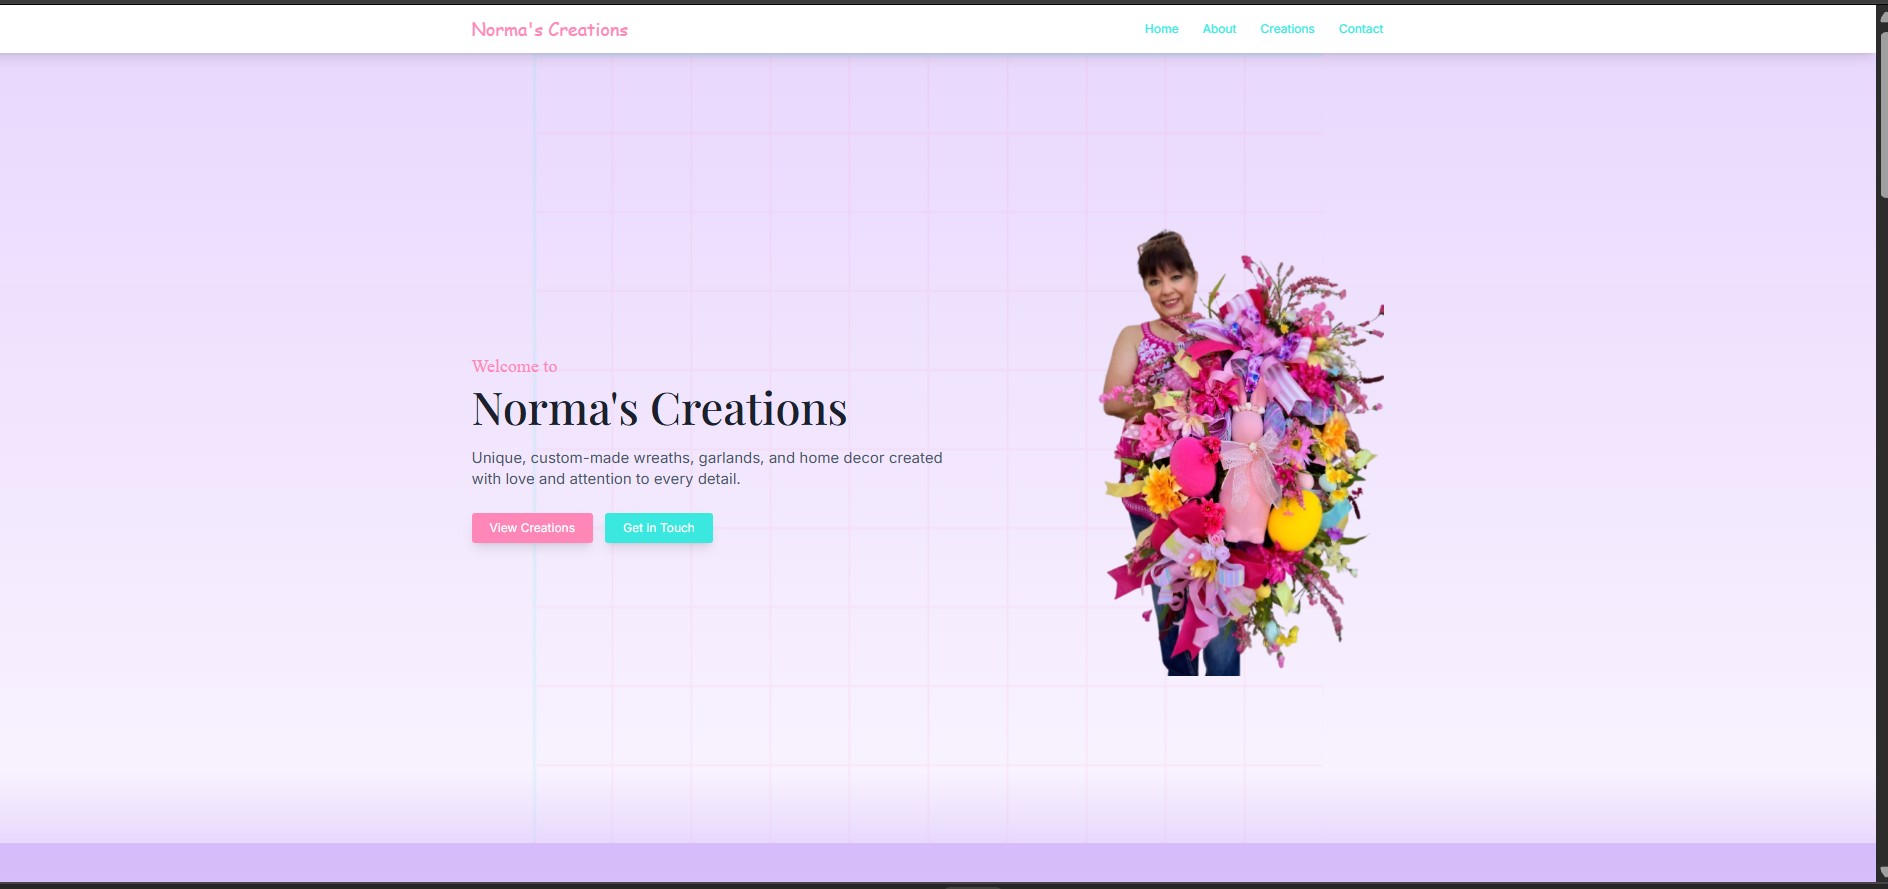 Norma's Creations
Home About Creations Contact
Welcome to
Norma's Creations
Unique, custom-made wreaths, garlands, and home decor created
with love and attention to every detail.
View Creations Get in Touch